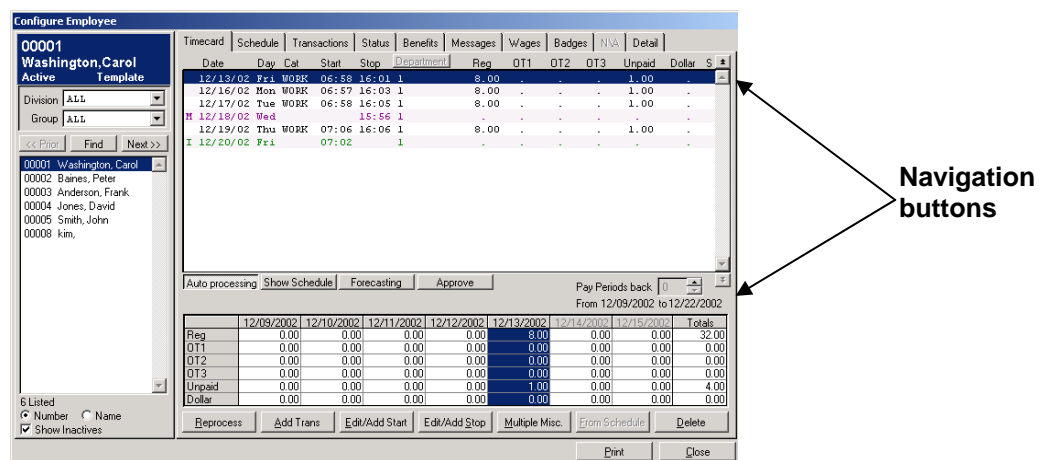 Configure Employee
00001
Washington,Carol
Active Template
Division ALL
Group ALL
<< Prior Find Next >>
00001 Washington, Carol
00002 Baines, Peter
00003 Anderson, Frank
00004 Jones, David
00005 Smith, John
00008 kim,
6 Listed
Number Name
Show Inactives
Timecard Schedule Transactions Status Benefits Messages Wages Badges N\A Detail
Date Day Cat Start Stop Department Reg OT1 OT2 OT3 Unpaid Dollar S
12/13/02 Fri WORK 06:58 16:01 1 8.00 . . . 1.00 .
12/16/02 Mon WORK 06:57 16:03 1 8.00 . . . 1.00 .
12/17/02 Tue WORK 06:58 16:05 1 8.00 . . . 1.00 .
M 12/18/02 Wed 15:56 1 . . . . . .
12/19/02 Thu WORK 07:06 16:06 1 8.00 . . . 1.00 .
I 12/20/02 Fri 07:02 1 . . . . . .
Auto processing Show Schedule Forecasting Approve
Pay Periods back 0
From 12/09/2002 to 12/22/2002
12/09/2002 12/10/2002 12/11/2002 12/12/2002 12/13/2002 12/14/2002 12/15/2002 Totals
Reg 0.00 0.00 0.00 0.00 8.00 0.00 0.00 32.00
OT1 0.00 0.00 0.00 0.00 0.00 0.00 0.00 0.00
OT2 0.00 0.00 0.00 0.00 0.00 0.00 0.00 0.00
OT3 0.00 0.00 0.00 0.00 0.00 0.00 0.00 0.00
Unpaid 0.00 0.00 0.00 0.00 1.00 0.00 0.00 4.00
Dollar 0.00 0.00 0.00 0.00 0.00 0.00 0.00 0.00
Reprocess Add Trans Edit/Add Start Edit/Add Stop Multiple Misc. From Schedule Delete
Print Close
Navigation
buttons